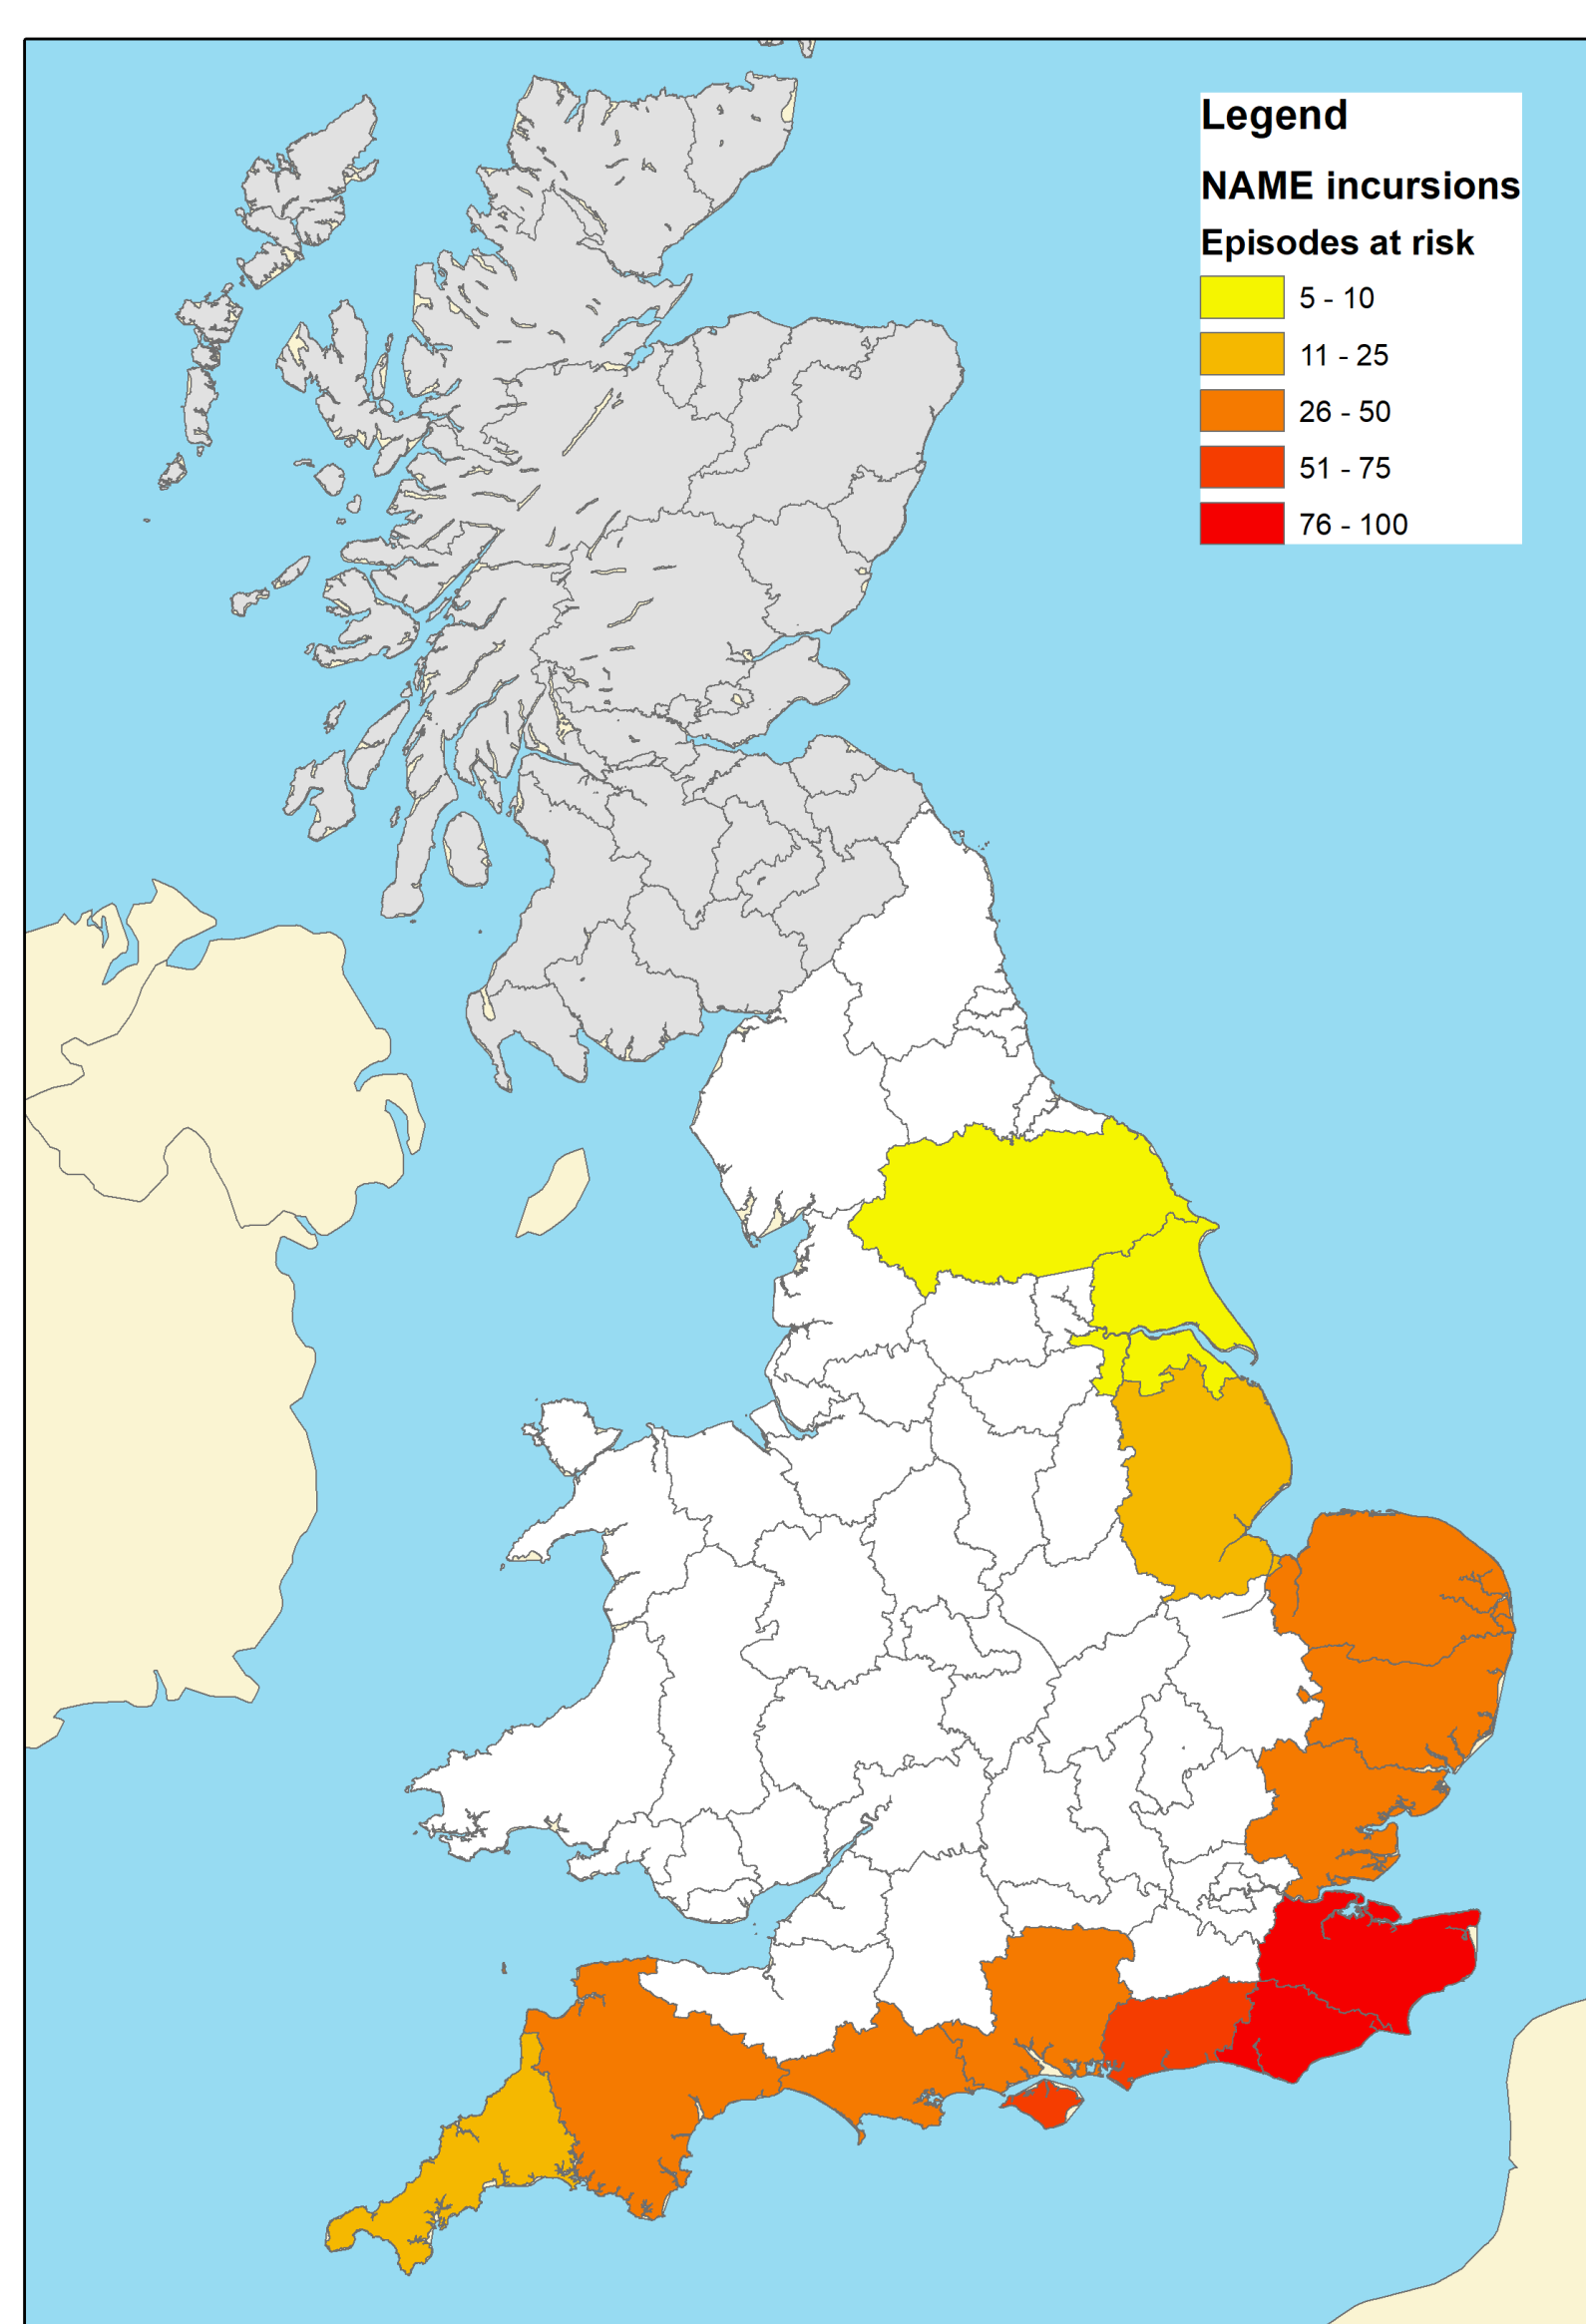 Legend
NAME incursions
Episodes at risk
5 - 10
11 - 25
26 - 50
51 - 75
76 - 100